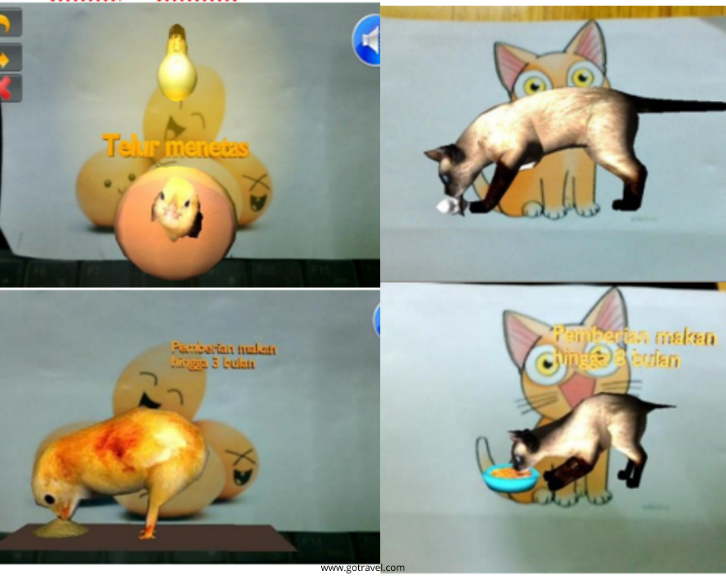 Telur menetas
Pemberian makan
hingga 3 bulan
Pemberian makan
hingga 8 bulan
www.gotravel.com